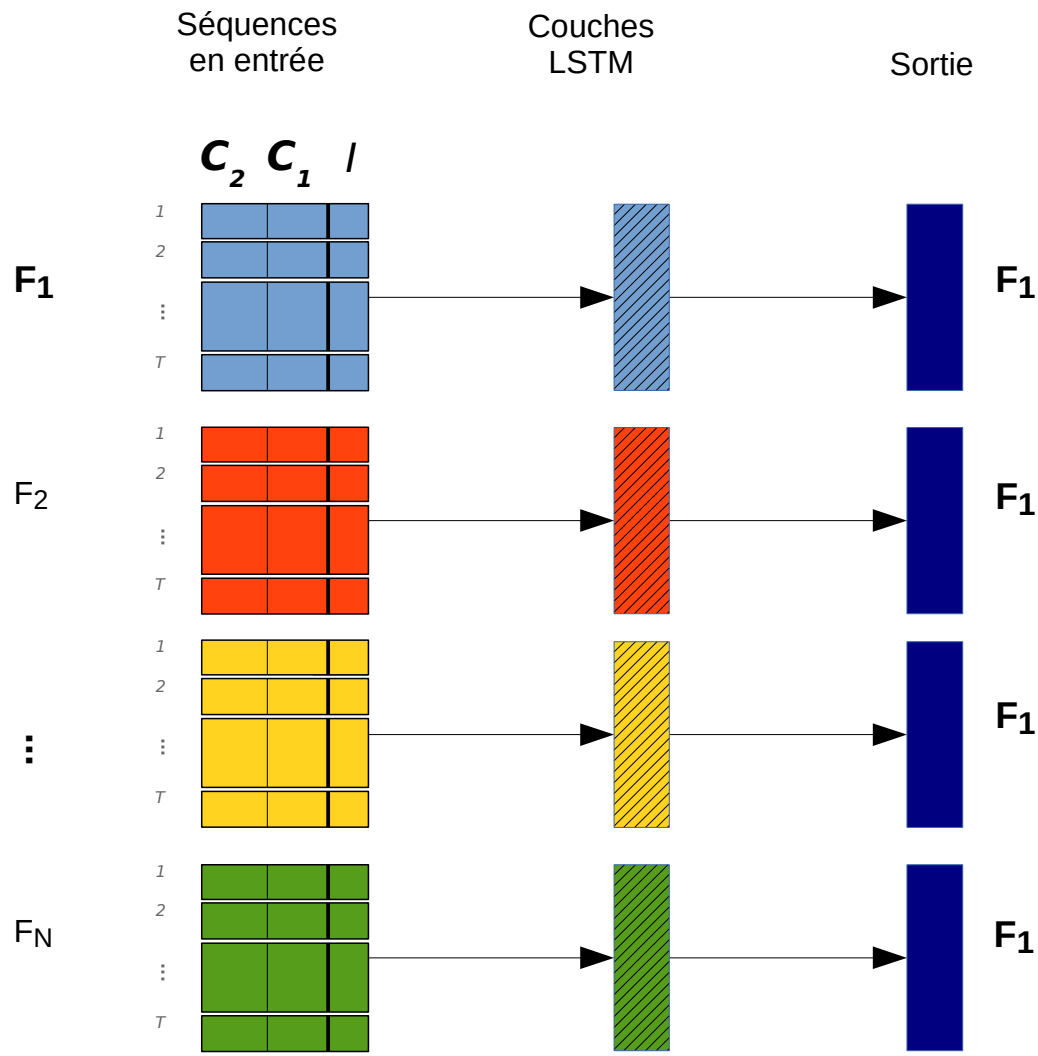 Séquences
en entrée
Couches
LSTM
Sortie
C2 C1 l
1
2
...
T
F1
F1
1
2
...
T
F2
F1
1
2
...
T
...
F1
1
2
...
T
FN
F1